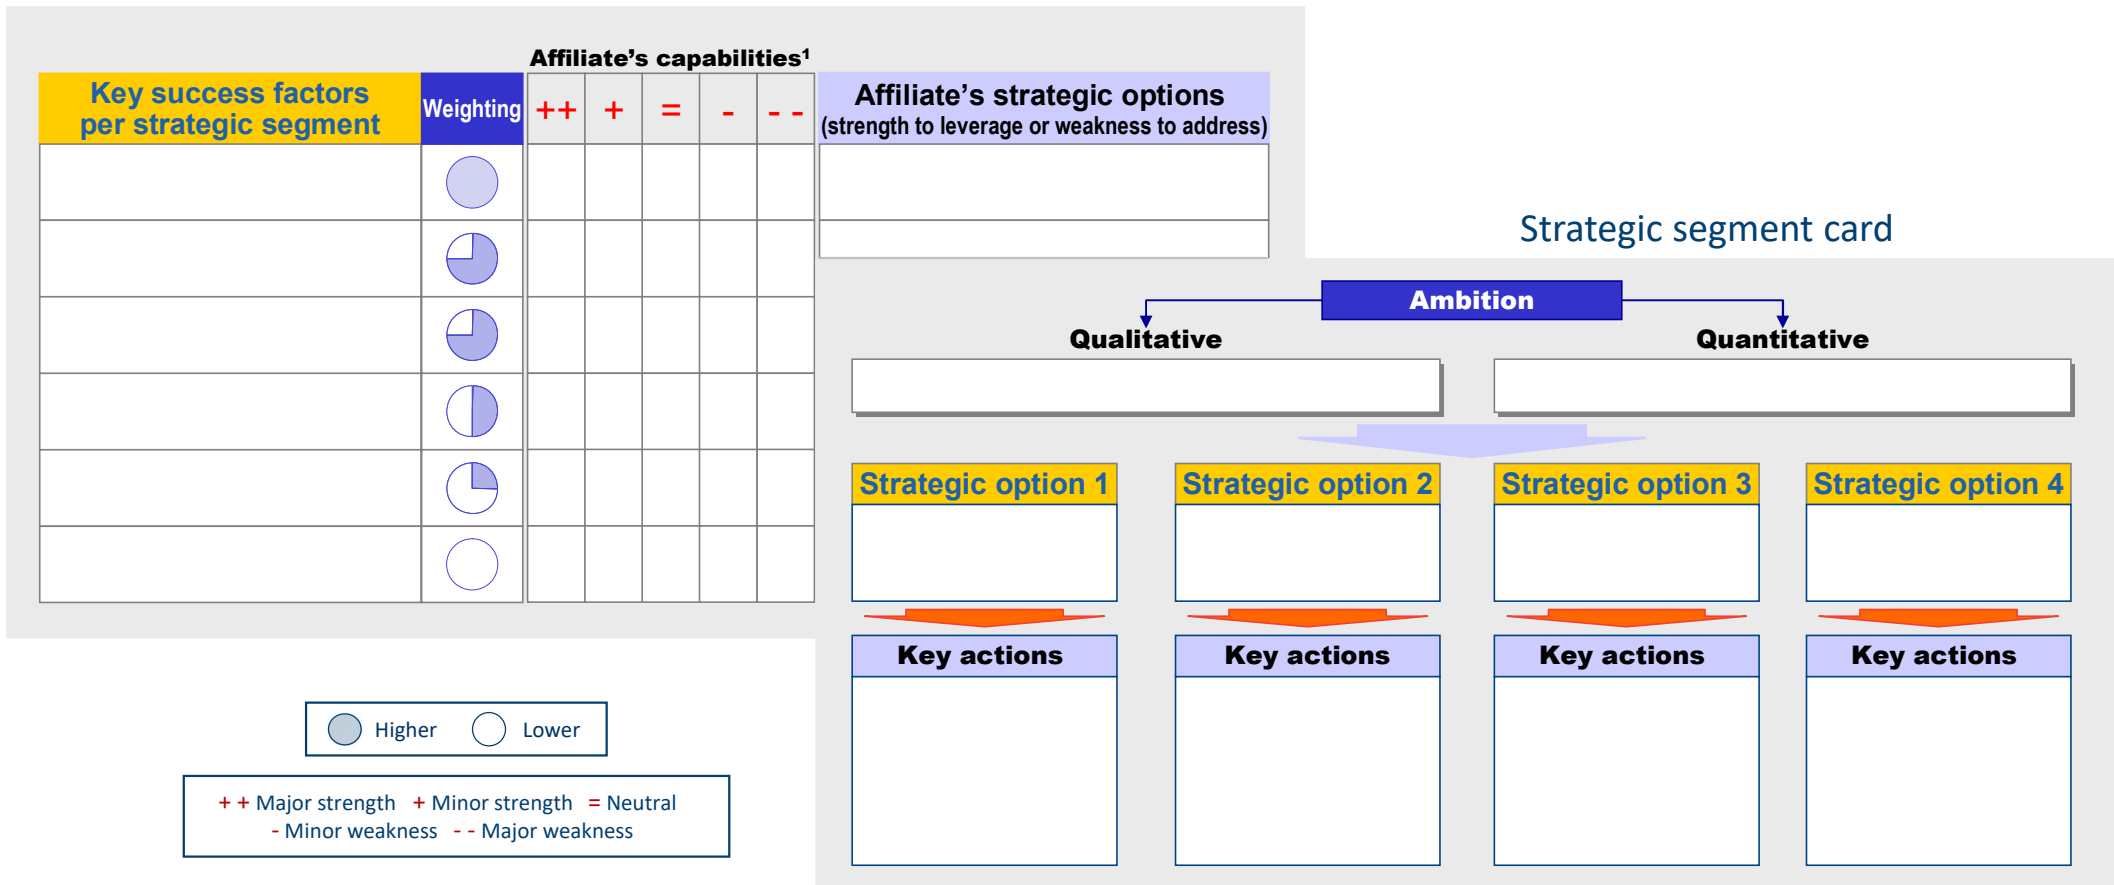 Affiliate's capabilities¹
Key success factors
per strategic segment
Weighting
++
+
=
-
- -
Affiliate's strategic options
(strength to leverage or weakness to address)
Strategic segment card
Ambition
Qualitative
Quantitative
Strategic option 1
Strategic option 2
Strategic option 3
Strategic option 4
Key actions
Key actions
Key actions
Key actions
Higher
Lower
+ + Major strength + Minor strength = Neutral
- Minor weakness - - Major weakness